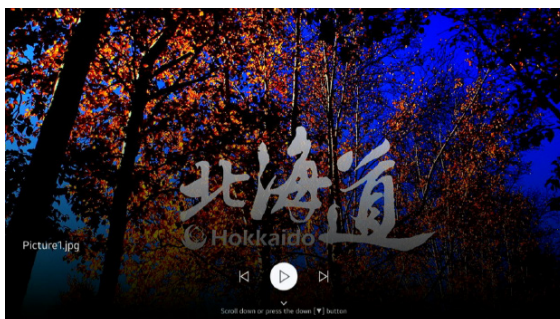 北海道
Hokkaido
Picture1.jpg
Scroll down or press the down [▼] button